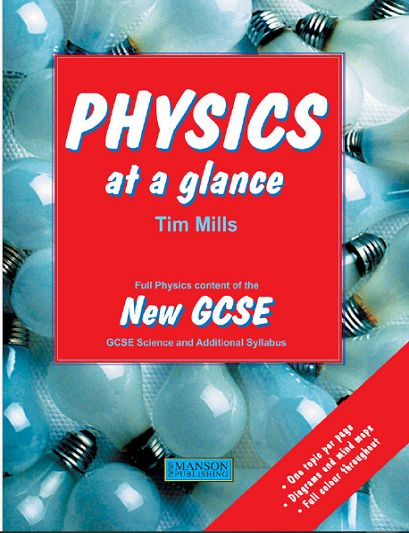 PHYSICS
at a glance
Tim Mills
Full Physics content of the
New GCSE
GCSE Science and Additional Syllabus
• One topic per page
• Diagrams and mind maps
• Full colour throughout
MANSON
PUBLISHING